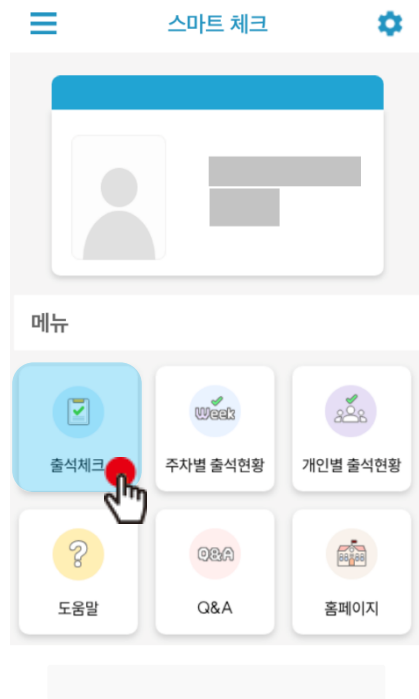 스마트 체크
메뉴
Week
출석체크
주차별 출석현황
개인별 출석현황
?
Q&A
도움말
Q&A
홈페이지